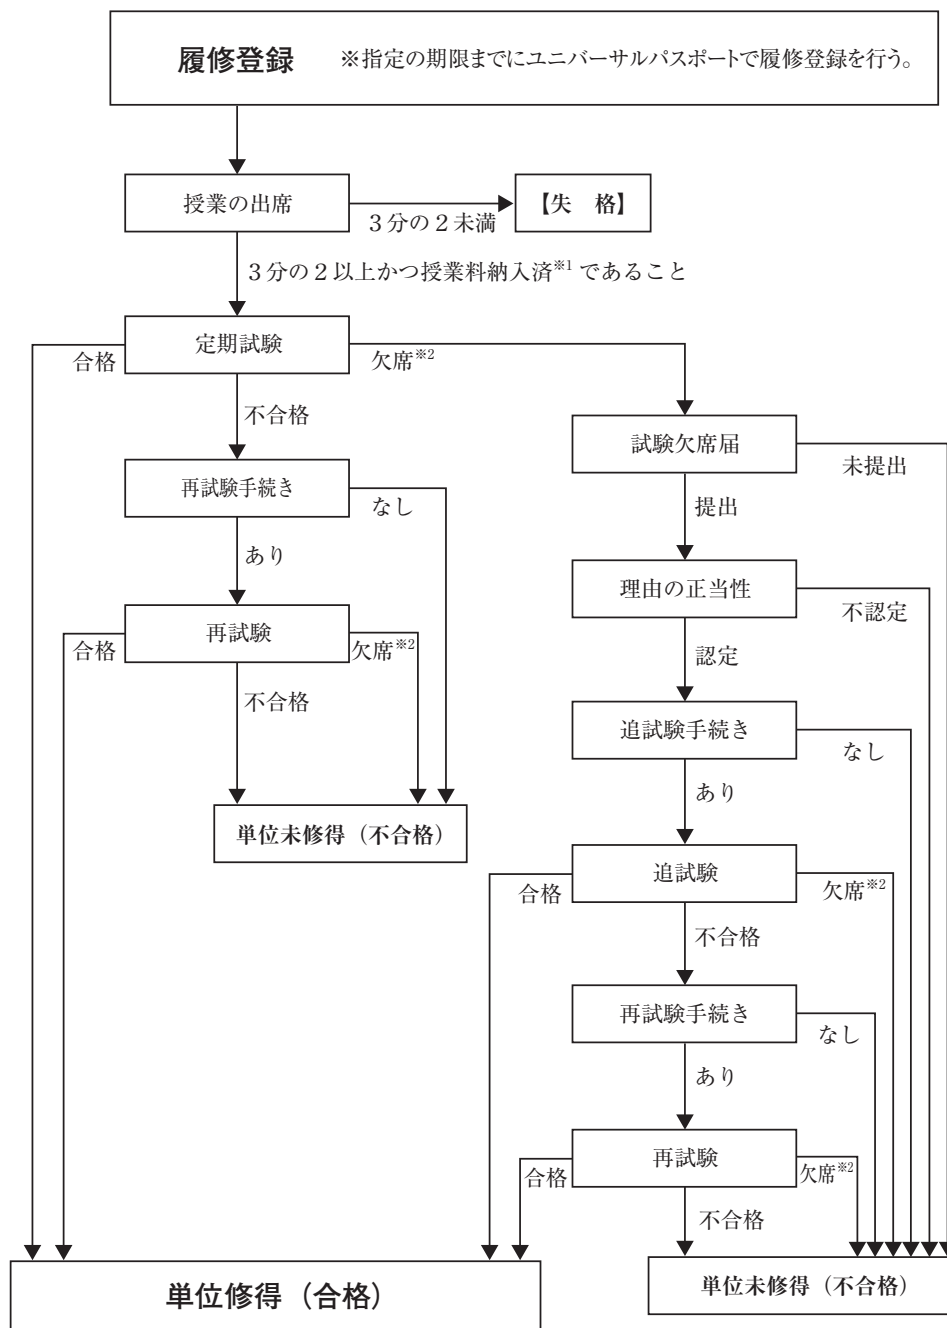 履修登録 ※指定の期限までにユニバーサルパスポートで履修登録を行う。
授業の出席
【失　格】
３分の２未満
３分の２以上かつ授業料納入済※1 であること
定期試験
合格
欠席※2
不合格
試験欠席届
未提出
再試験手続き
なし
提出
あり
理由の正当性
不認定
再試験
合格
欠席※2
認定
不合格
追試験手続き
なし
あり
単位未修得（不合格）
追試験
合格
欠席※2
不合格
再試験手続き
なし
あり
再試験
合格
欠席※2
不合格
単位修得（合格）
単位未修得（不合格）